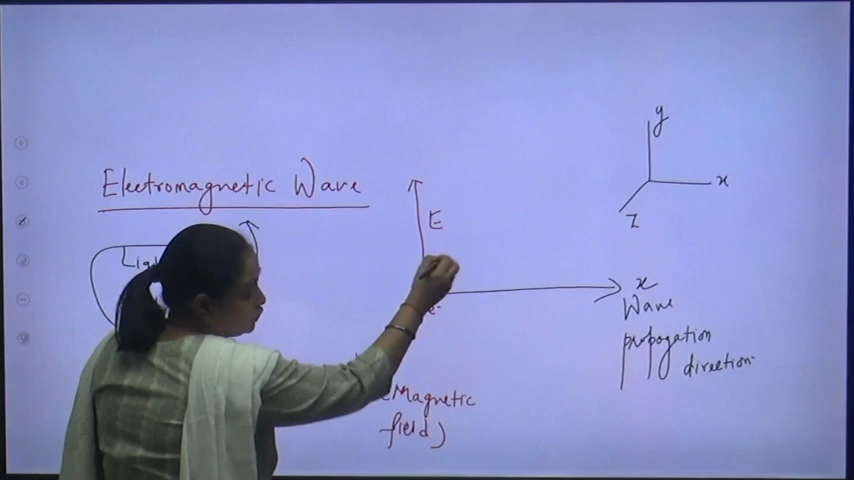 Electromagnetic Wave
E
y
x
z
x
Wave
propogation
direction
(Magnetic
field)